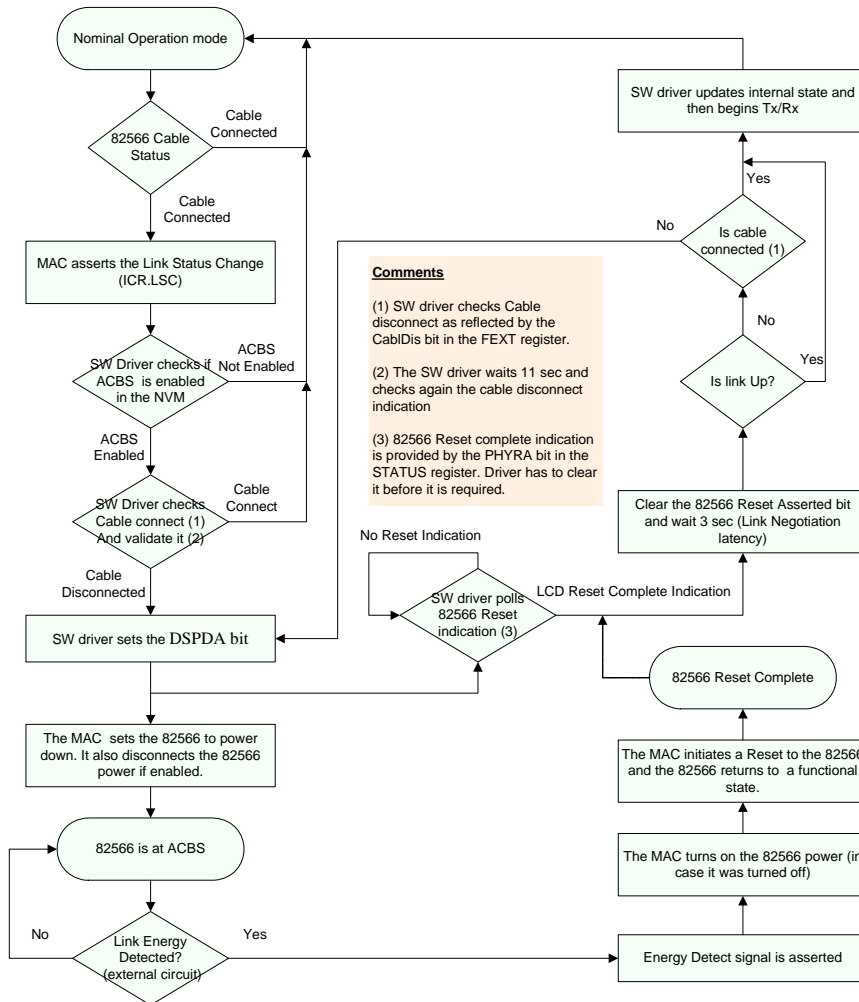 Nominal Operation mode
82566 Cable
Status
Cable
Connected
Cable
Connected
MAC asserts the Link Status Change
(ICR.LSC)
SW Driver checks if
ACBS is enabled
in the NVM
ACBS
Not Enabled
ACBS
Enabled
SW Driver checks
Cable connect (1)
And validate it (2)
Cable
Connect
Cable
Disconnected
SW driver sets the DSPDA bit
The MAC sets the 82566 to power
down. It also disconnects the 82566
power if enabled.
82566 is at ACBS
Link Energy
Detected?
(external circuit)
No
Yes
Comments
(1) SW driver checks Cable
disconnect as reflected by the
CablDis bit in the FEXT register.
(2) The SW driver waits 11 sec and
checks again the cable disconnect
indication
(3) 82566 Reset complete indication
is provided by the PHYRA bit in the
STATUS register. Driver has to clear
it before it is required.
No Reset Indication
SW driver polls
82566 Reset
indication (3)
LCD Reset Complete Indication
SW driver updates internal state and
then begins Tx/Rx
Yes
No
Is cable
connected (1)
No
Yes
Is link Up?
Clear the 82566 Reset Asserted bit
and wait 3 sec (Link Negotiation
latency)
82566 Reset Complete
The MAC initiates a Reset to the 82566
and the 82566 returns to a functional
state.
The MAC turns on the 82566 power (in
case it was turned off)
Energy Detect signal is asserted